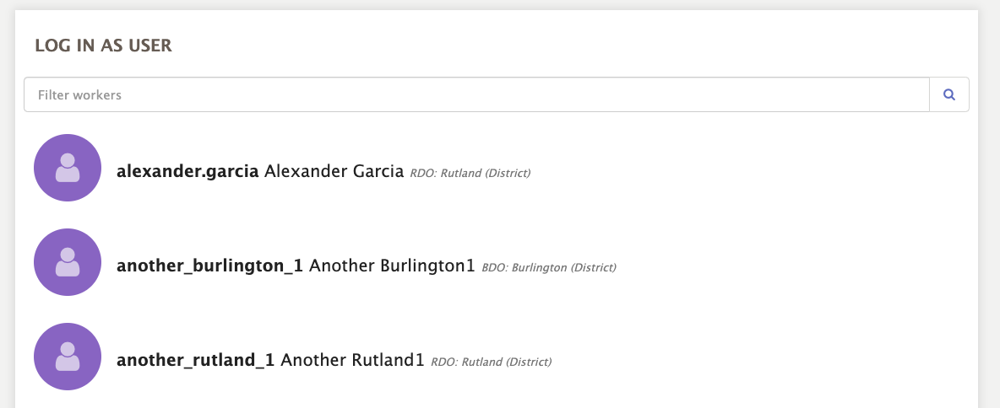 LOG IN AS USER
Filter workers
alexander.garcia Alexander Garcia RDO: Rutland (District)
another_burlington_1 Another Burlington1 BDO: Burlington (District)
another_rutland_1 Another Rutland1 RDO: Rutland (District)